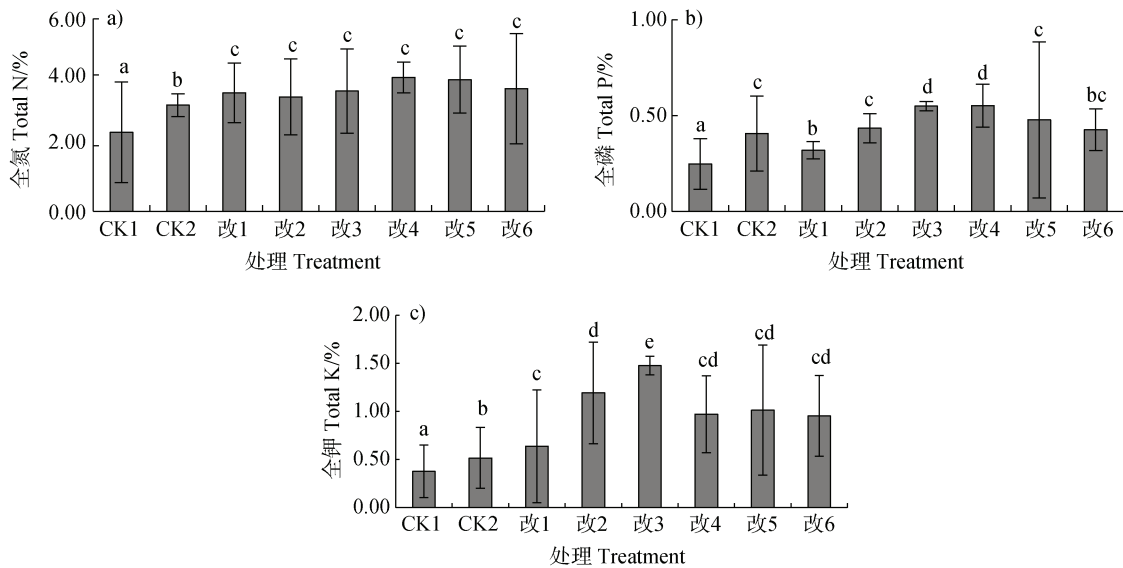 a)
全氮 Total N/%
6.00
4.00
2.00
0.00
a
b
c
c
c
c
c
c
CK1 CK2 改1 改2 改3 改4 改5 改6
处理 Treatment
b)
全磷 Total P/%
1.00
0.50
0.00
a
c
b
c
d
d
c
bc
CK1 CK2 改1 改2 改3 改4 改5 改6
处理 Treatment
c)
全钾 Total K/%
2.00
1.50
1.00
0.50
0.00
a
b
c
d
e
cd
cd
cd
CK1 CK2 改1 改2 改3 改4 改5 改6
处理 Treatment